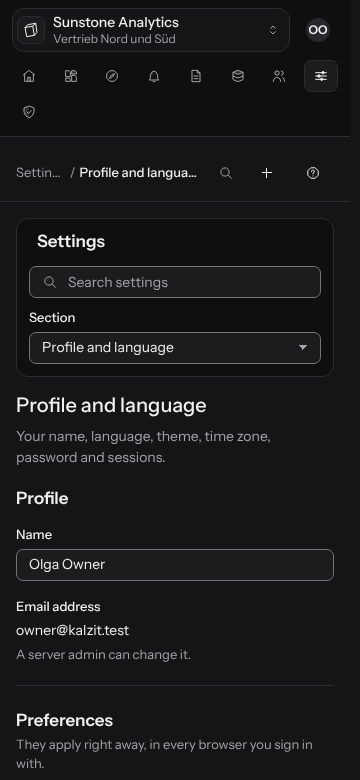 Sunstone Analytics
Vertrieb Nord und Süd
OO
Settin... / Profile and langua...
Settings
Search settings
Section
Profile and language
Profile and language
Your name, language, theme, time zone,
password and sessions.
Profile
Name
Olga Owner
Email address
owner@kalzit.test
A server admin can change it.
Preferences
They apply right away, in every browser you sign in
with.